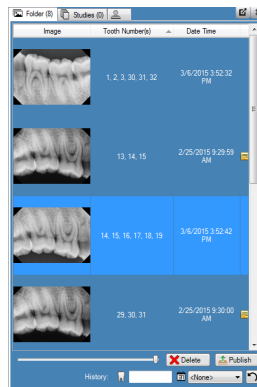 Folder (8) Studies (0)
Image Tooth Number(s) Date Time
1, 2, 3, 30, 31, 32 3/6/2015 3:52:32
PM
13, 14, 15 2/25/2015 9:29:59
AM
14, 15, 16, 17, 18, 19 3/6/2015 3:52:42
PM
29, 30, 31 2/25/2015 9:30:00
AM
Delete Publish
History: <None>